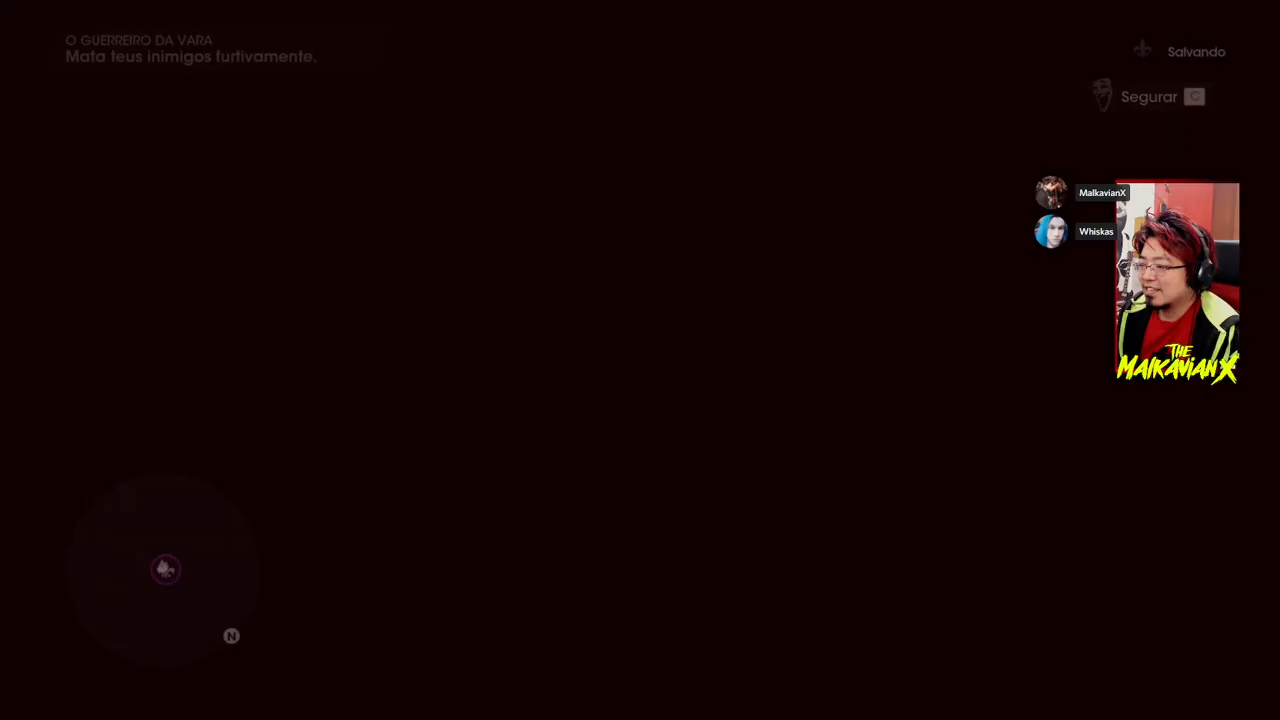 O GUERREIRO DA VARA
Mata teus inimigos furtivamente.
Salvando
Segurar C
MalkavianX
Whiskas
THE
MALKAViANX
N